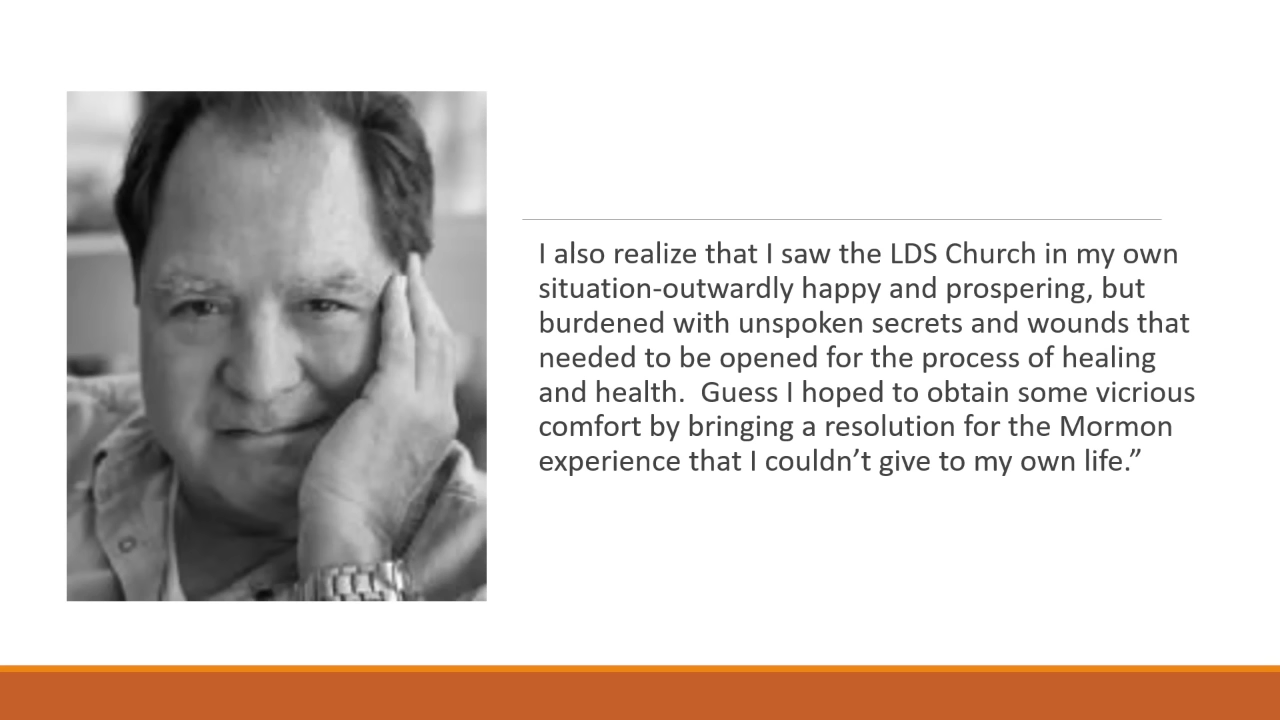 I also realize that I saw the LDS Church in my own
situation-outwardly happy and prospering, but
burdened with unspoken secrets and wounds that
needed to be opened for the process of healing
and health.  Guess I hoped to obtain some vicrious
comfort by bringing a resolution for the Mormon
experience that I couldn’t give to my own life.”